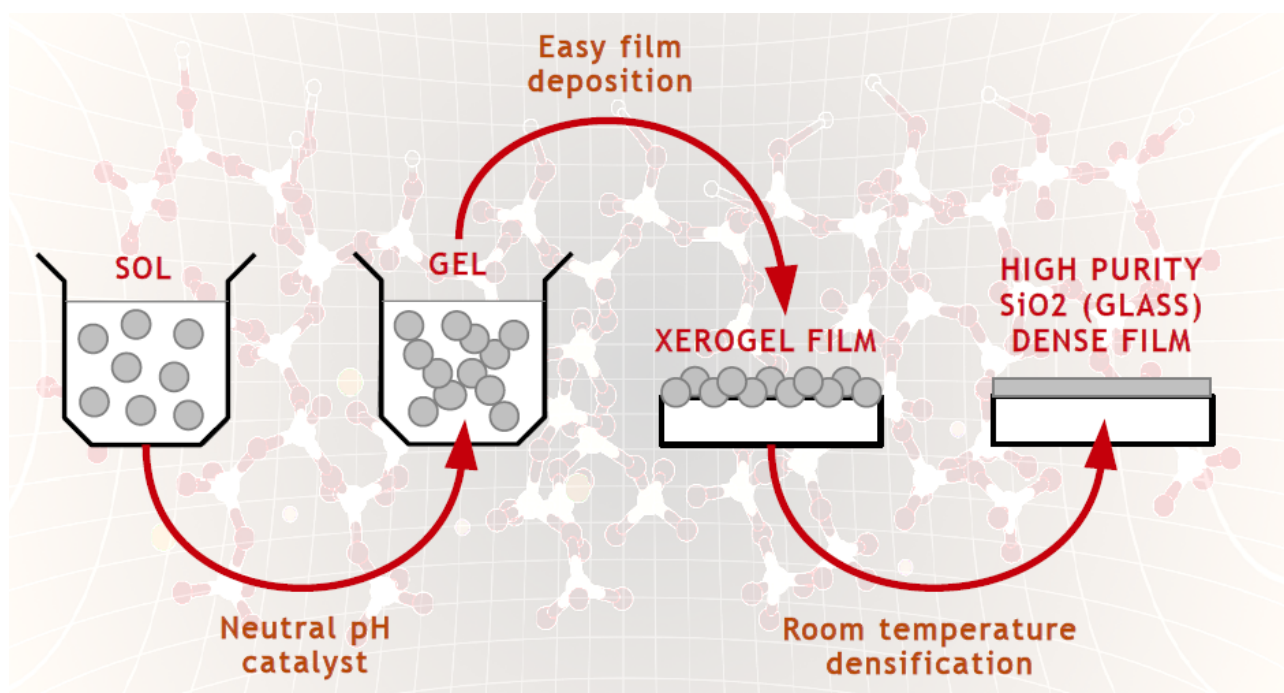 Easy film
deposition
SOL
GEL
XEROGEL FILM
HIGH PURITY
SiO2 (GLASS)
DENSE FILM
Neutral pH
catalyst
Room temperature
densification